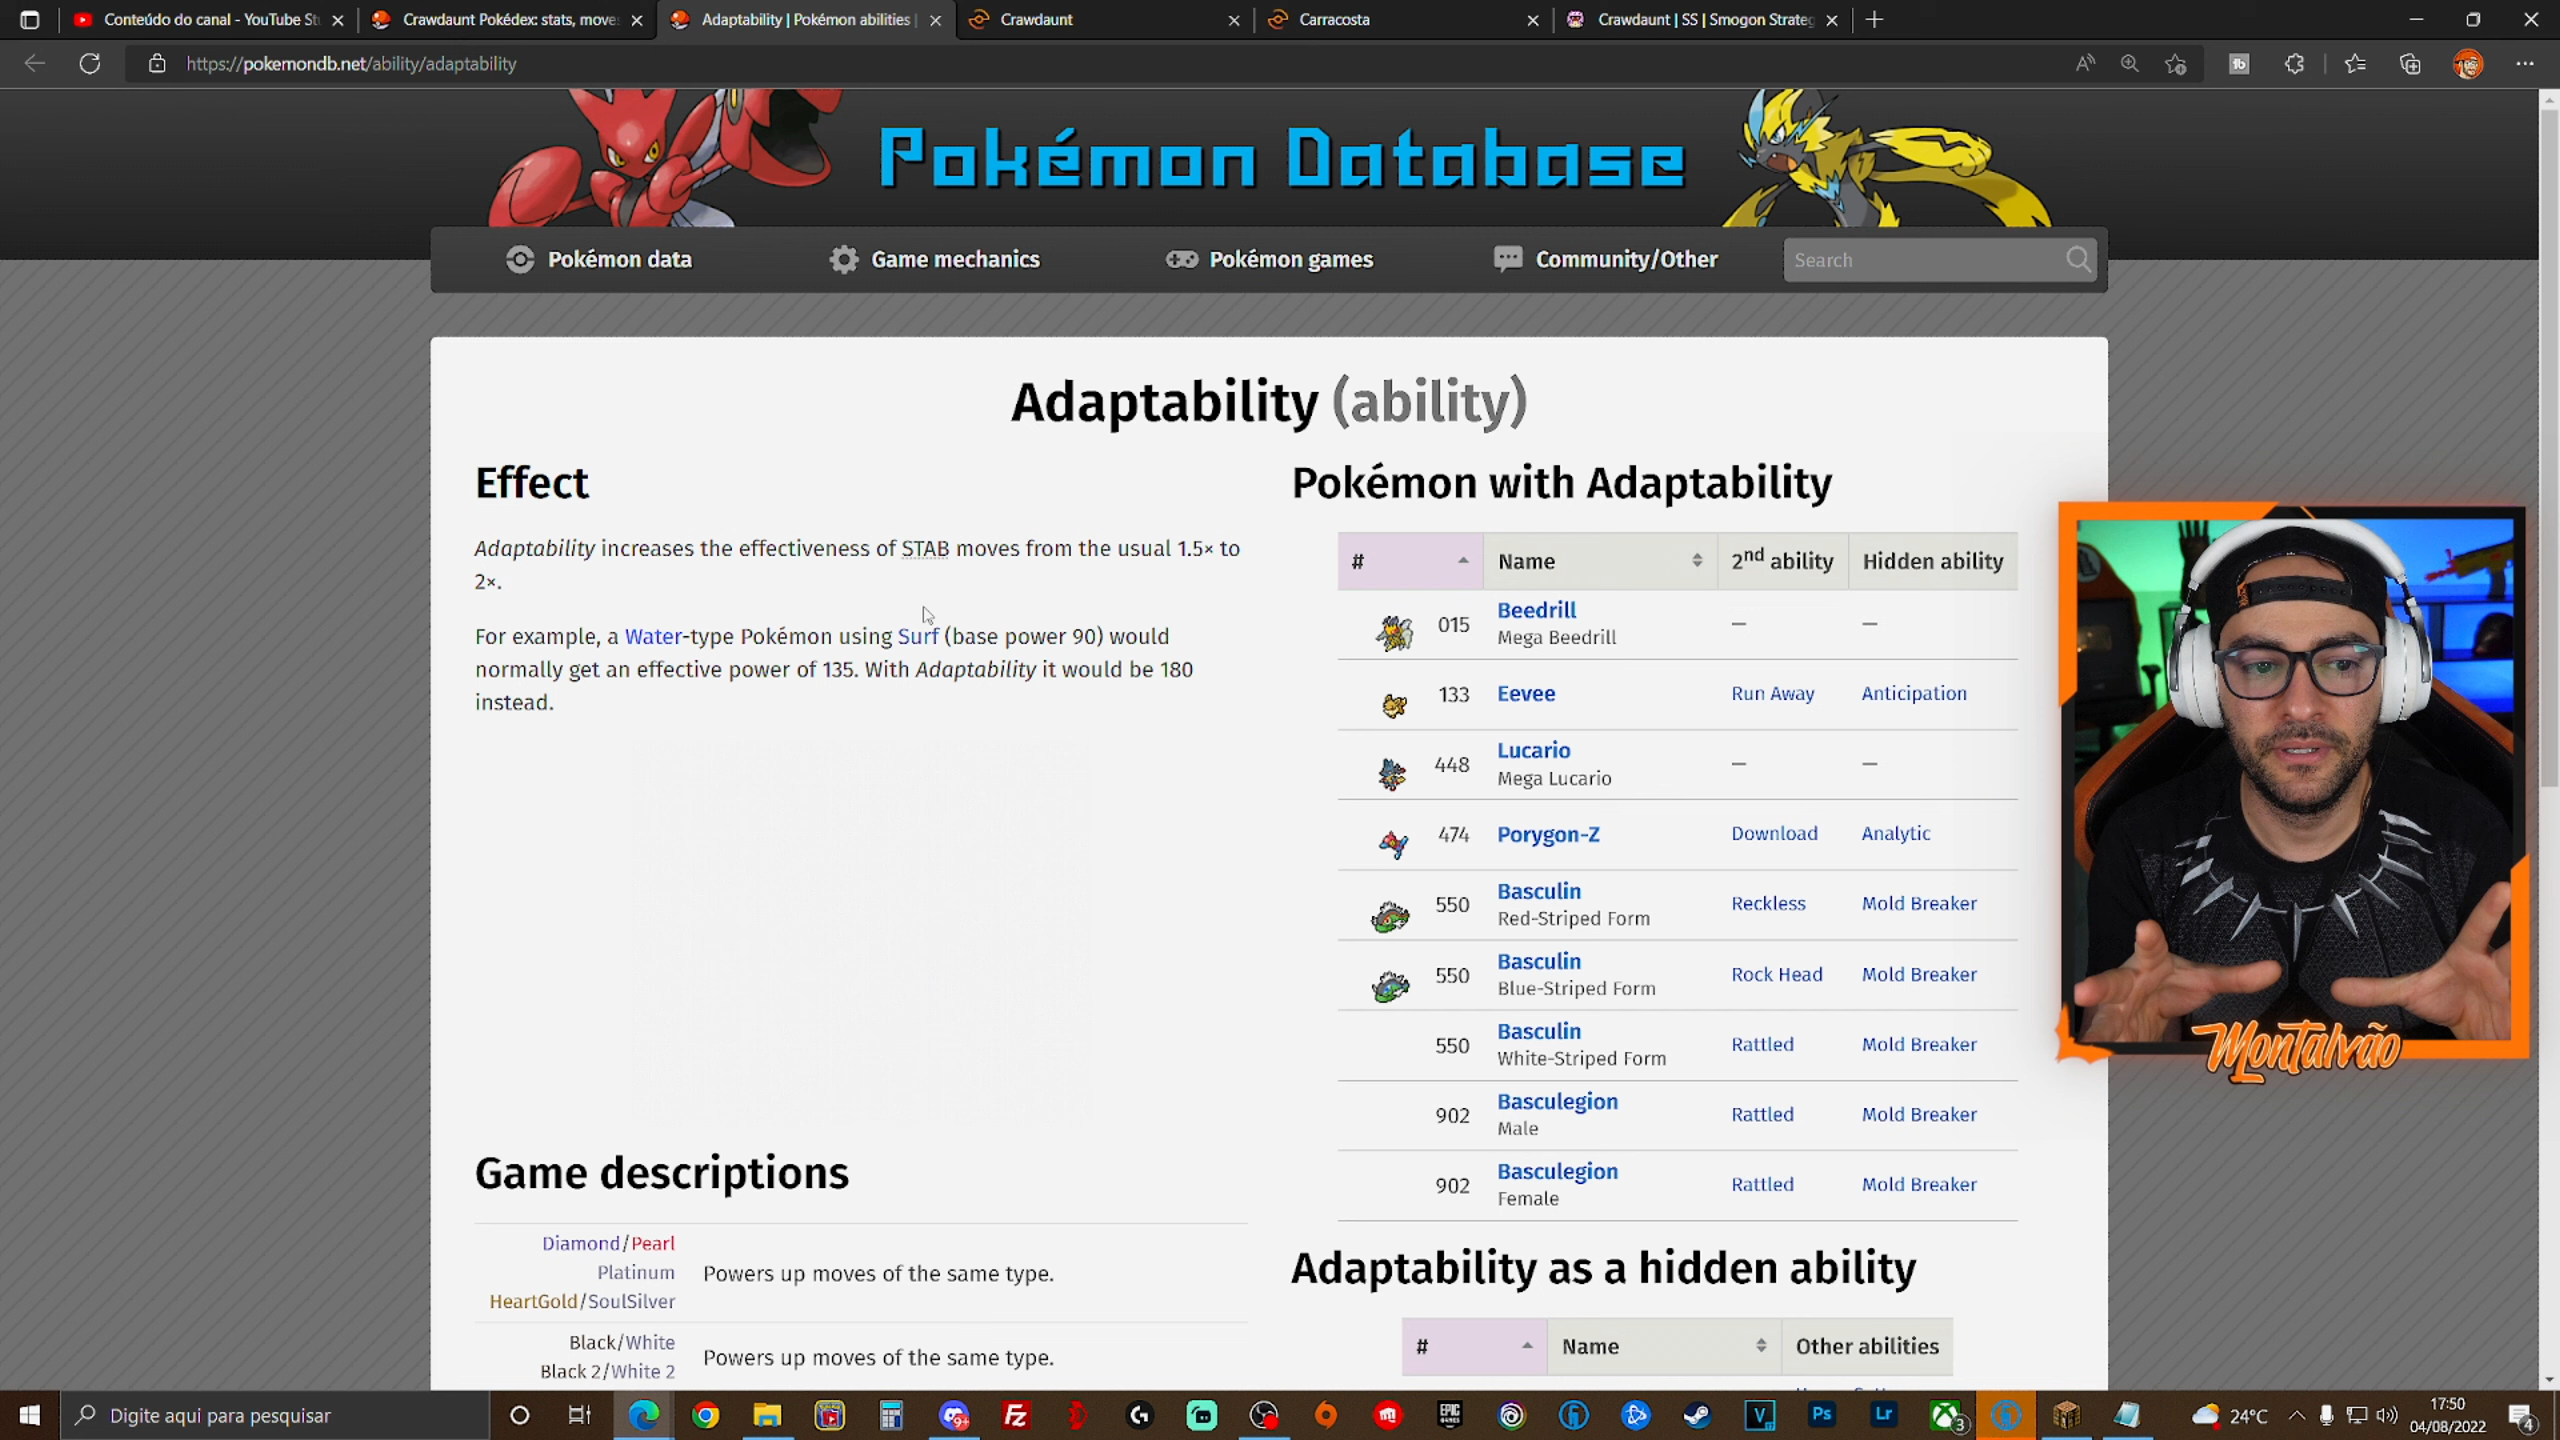 Conteúdo do canal - YouTube St
Crawdaunt Pokédex: stats, move
Adaptability | Pokémon abilities |
Crawdaunt
Carracosta
Crawdaunt | SS | Smogon Strateg
https://pokemondb.net/ability/adaptability
Pokémon Database
Pokémon data
Game mechanics
Pokémon games
Community/Other
Search
Adaptability (ability)
Effect
Adaptability increases the effectiveness of STAB moves from the usual 1.5× to
2×.
For example, a Water-type Pokémon using Surf (base power 90) would
normally get an effective power of 135. With Adaptability it would be 180
instead.
Pokémon with Adaptability
# Name 2nd ability Hidden ability
015 Beedrill — —
Mega Beedrill
133 Eevee Run Away Anticipation
448 Lucario — —
Mega Lucario
474 Porygon-Z Download Analytic
550 Basculin Reckless Mold Breaker
Red-Striped Form
550 Basculin Rock Head Mold Breaker
Blue-Striped Form
550 Basculin Rattled Mold Breaker
White-Striped Form
902 Basculegion Rattled Mold Breaker
Male
902 Basculegion Rattled Mold Breaker
Female
Montalvão
Game descriptions
Diamond/Pearl
Platinum
HeartGold/SoulSilver
Powers up moves of the same type.
Black/White
Black 2/White 2
Powers up moves of the same type.
Adaptability as a hidden ability
# Name Other abilities
Digite aqui para pesquisar
9+
Fz
EPIC
GAMES
V
Ps
Lr
3
24°C
17:50
04/08/2022
4